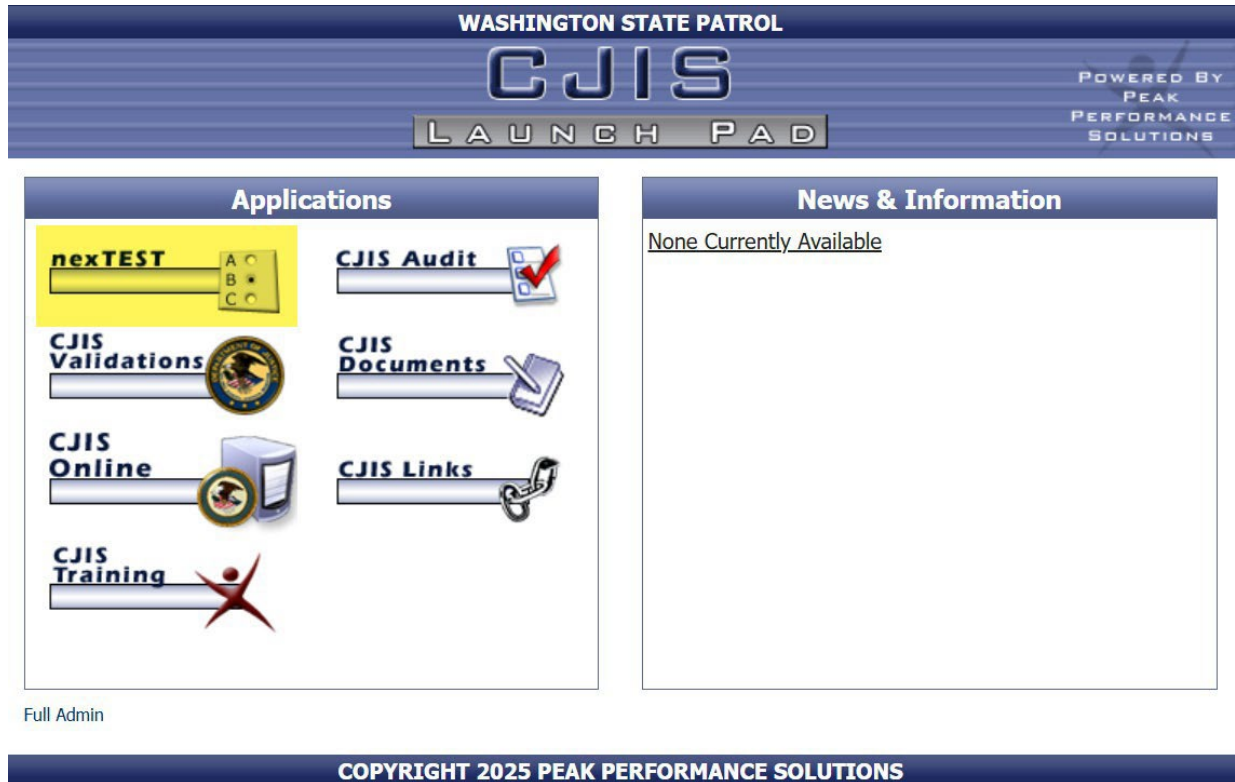 WASHINGTON STATE PATROL
CJIS
LAUNCH PAD
POWERED BY
PEAK
PERFORMANCE
SOLUTIONS
Applications
nexTEST
A
B
C
CJIS Audit
CJIS
Validations
CJIS
Documents
CJIS
Online
CJIS Links
CJIS
Training
News & Information
None Currently Available
Full Admin
COPYRIGHT 2025 PEAK PERFORMANCE SOLUTIONS